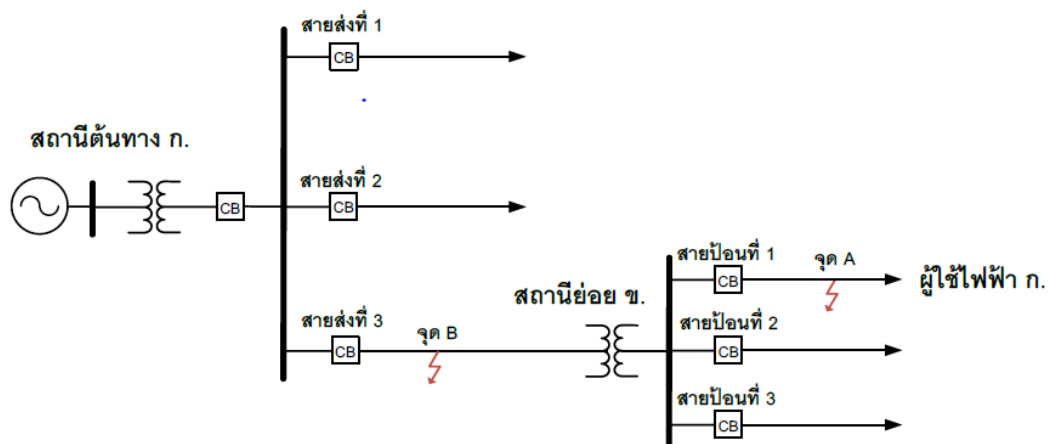 สายส่งที่ 1
CB
สถานีต้นทาง ก.
CB
สายส่งที่ 2
CB
สายส่งที่ 3
CB
จุด B
สถานีย่อย ข.
สายป้อนที่ 1
CB
จุด A
ผู้ใช้ไฟฟ้า ก.
สายป้อนที่ 2
CB
สายป้อนที่ 3
CB